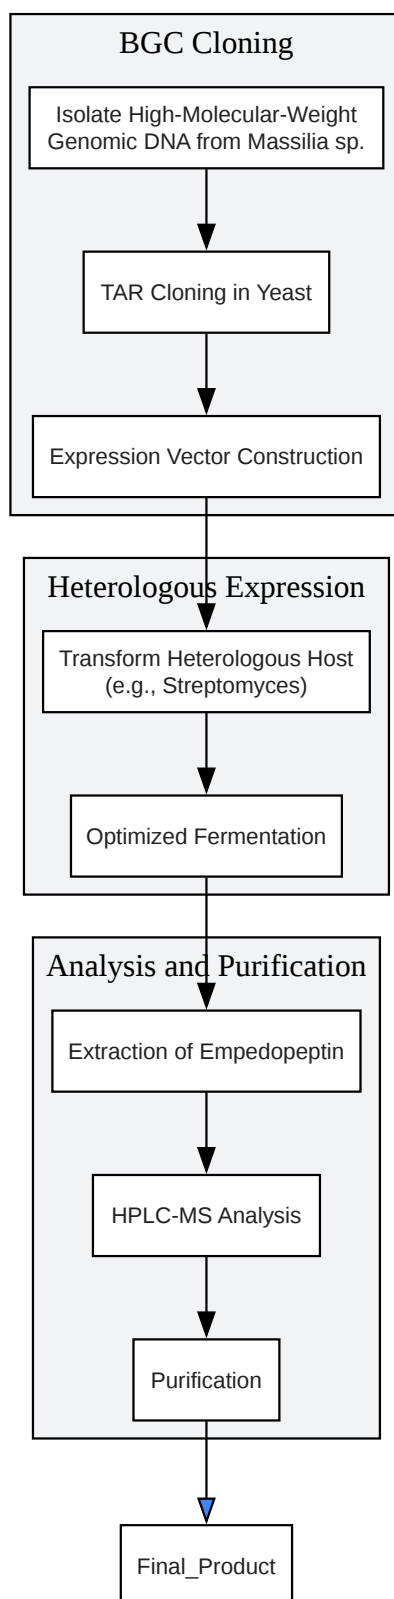 BGC Cloning
Isolate High-Molecular-Weight
Genomic DNA from Massilia sp.
TAR Cloning in Yeast
Expression Vector Construction
Heterologous Expression
Transform Heterologous Host
(e.g., Streptomyces)
Optimized Fermentation
Analysis and Purification
Extraction of Empedopeptin
HPLC-MS Analysis
Purification
Final_Product